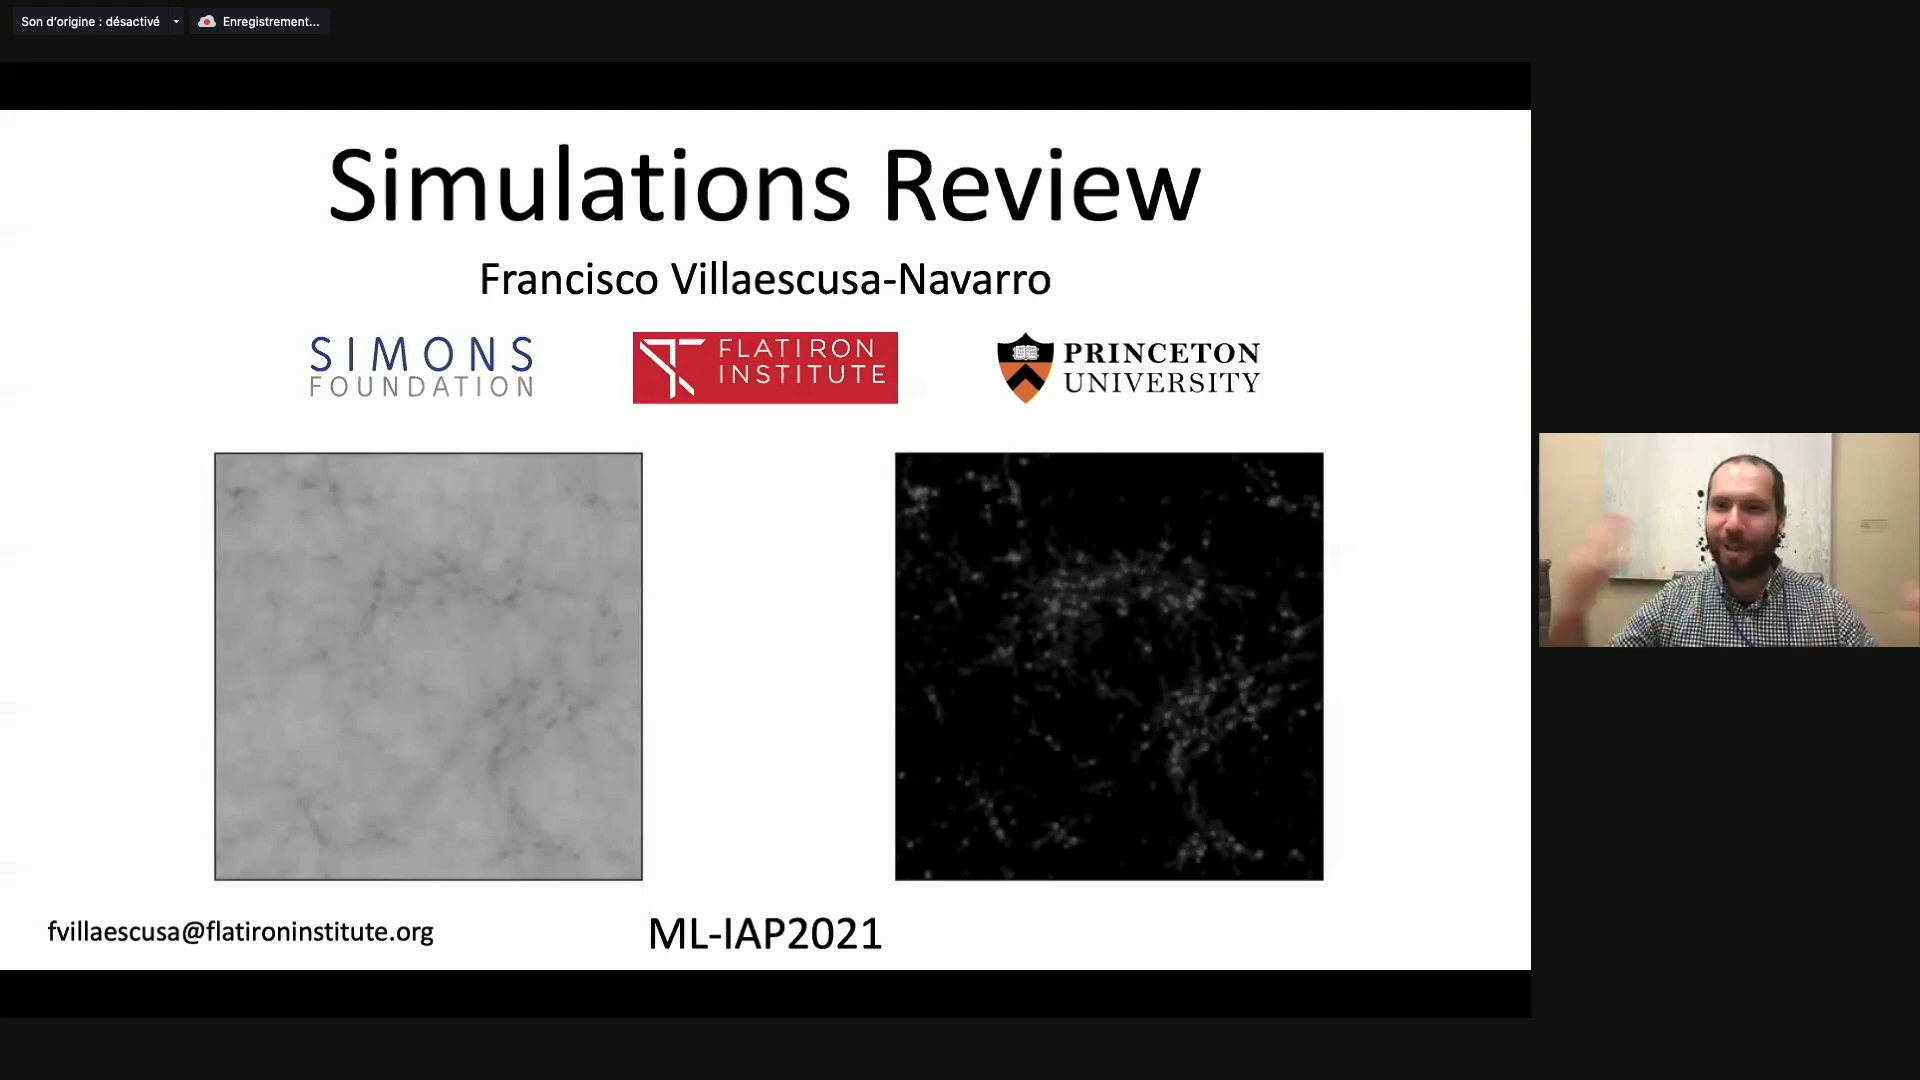 Son d'origine : désactivé
Enregistrement...
Simulations Review
Francisco Villaescusa-Navarro
SIMONS
FOUNDATION
FLATIRON
INSTITUTE
PRINCETON
UNIVERSITY
fvillaescusa@flatironinstitute.org
ML-IAP2021